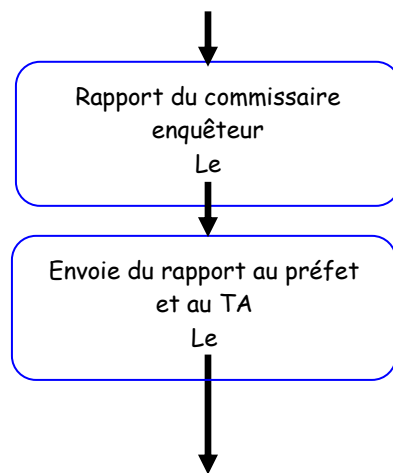 Rapport du commissaire
enquêteur
Le
Envoie du rapport au préfet
et au TA
Le